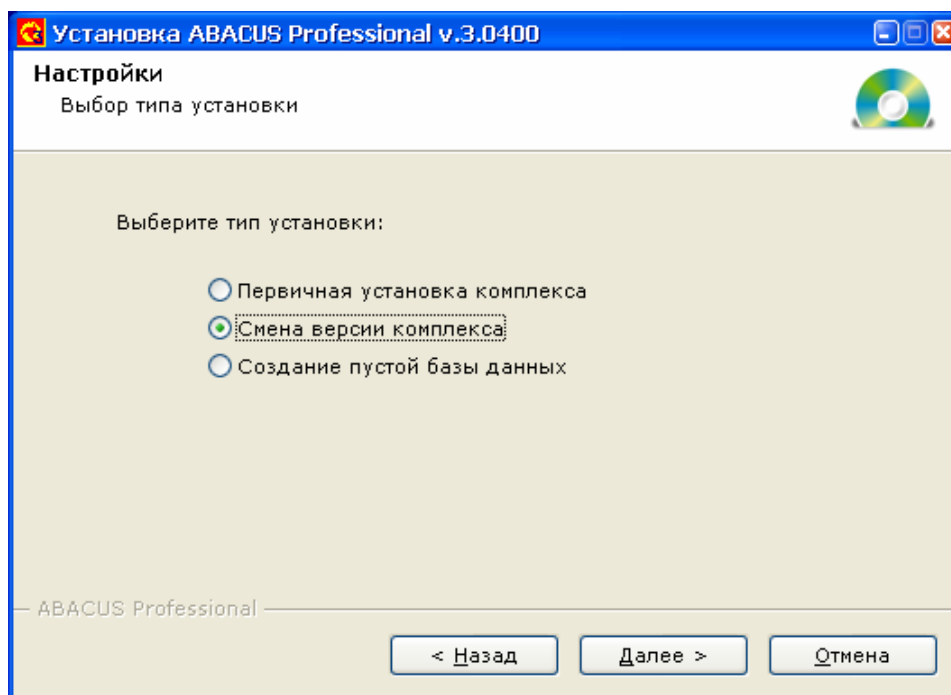 Установка ABACUS Professional v.3.0400
Настройки
Выбор типа установки
Выберите тип установки:
Первичная установка комплекса
Смена версии комплекса
Создание пустой базы данных
ABACUS Professional
< Назад Далее > Отмена